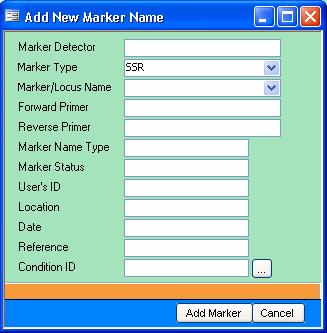 Add New Marker Name
Marker Detector
Marker Type SSR
Marker/Locus Name
Forward Primer
Reverse Primer
Marker Name Type
Marker Status
User's ID
Location
Date
Reference
Condition ID ...
Add Marker Cancel